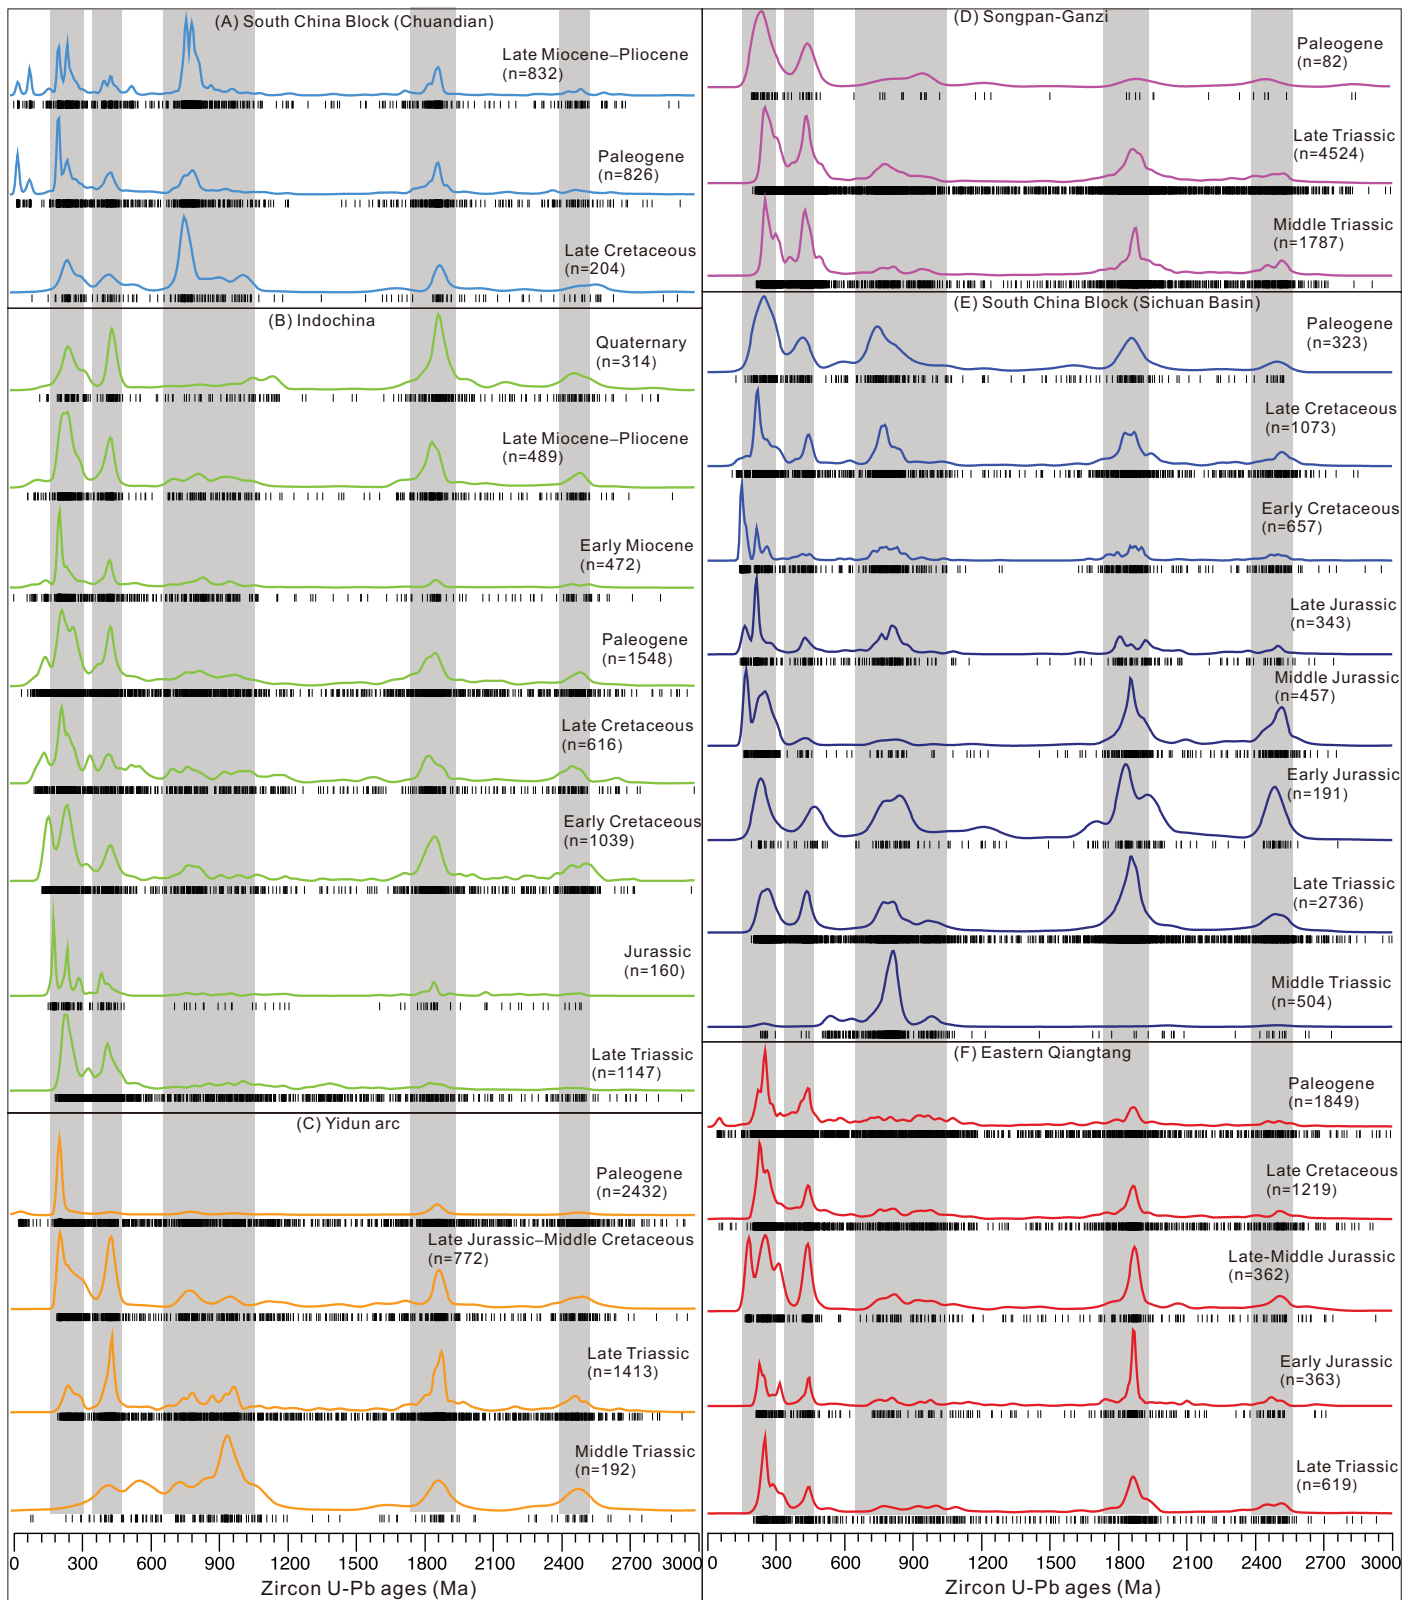 (A) South China Block (Chuandian)
Late Miocene–Pliocene
(n=832)
Paleogene
(n=826)
Late Cretaceous
(n=204)
(B) Indochina
Quaternary
(n=314)
Late Miocene–Pliocene
(n=489)
Early Miocene
(n=472)
Paleogene
(n=1548)
Late Cretaceous
(n=616)
Early Cretaceous
(n=1039)
Jurassic
(n=160)
Late Triassic
(n=1147)
(C) Yidun arc
Paleogene
(n=2432)
Late Jurassic–Middle Cretaceous
(n=772)
Late Triassic
(n=1413)
Middle Triassic
(n=192)
0 300 600 900 1200 1500 1800 2100 2400 2700 3000
Zircon U-Pb ages (Ma)
(D) Songpan-Ganzi
Paleogene
(n=82)
Late Triassic
(n=4524)
Middle Triassic
(n=1787)
(E) South China Block (Sichuan Basin)
Paleogene
(n=323)
Late Cretaceous
(n=1073)
Early Cretaceous
(n=657)
Late Jurassic
(n=343)
Middle Jurassic
(n=457)
Early Jurassic
(n=191)
Late Triassic
(n=2736)
Middle Triassic
(n=504)
(F) Eastern Qiangtang
Paleogene
(n=1849)
Late Cretaceous
(n=1219)
Late-Middle Jurassic
(n=362)
Early Jurassic
(n=363)
Late Triassic
(n=619)
0 300 600 900 1200 1500 1800 2100 2400 2700 3000
Zircon U-Pb ages (Ma)